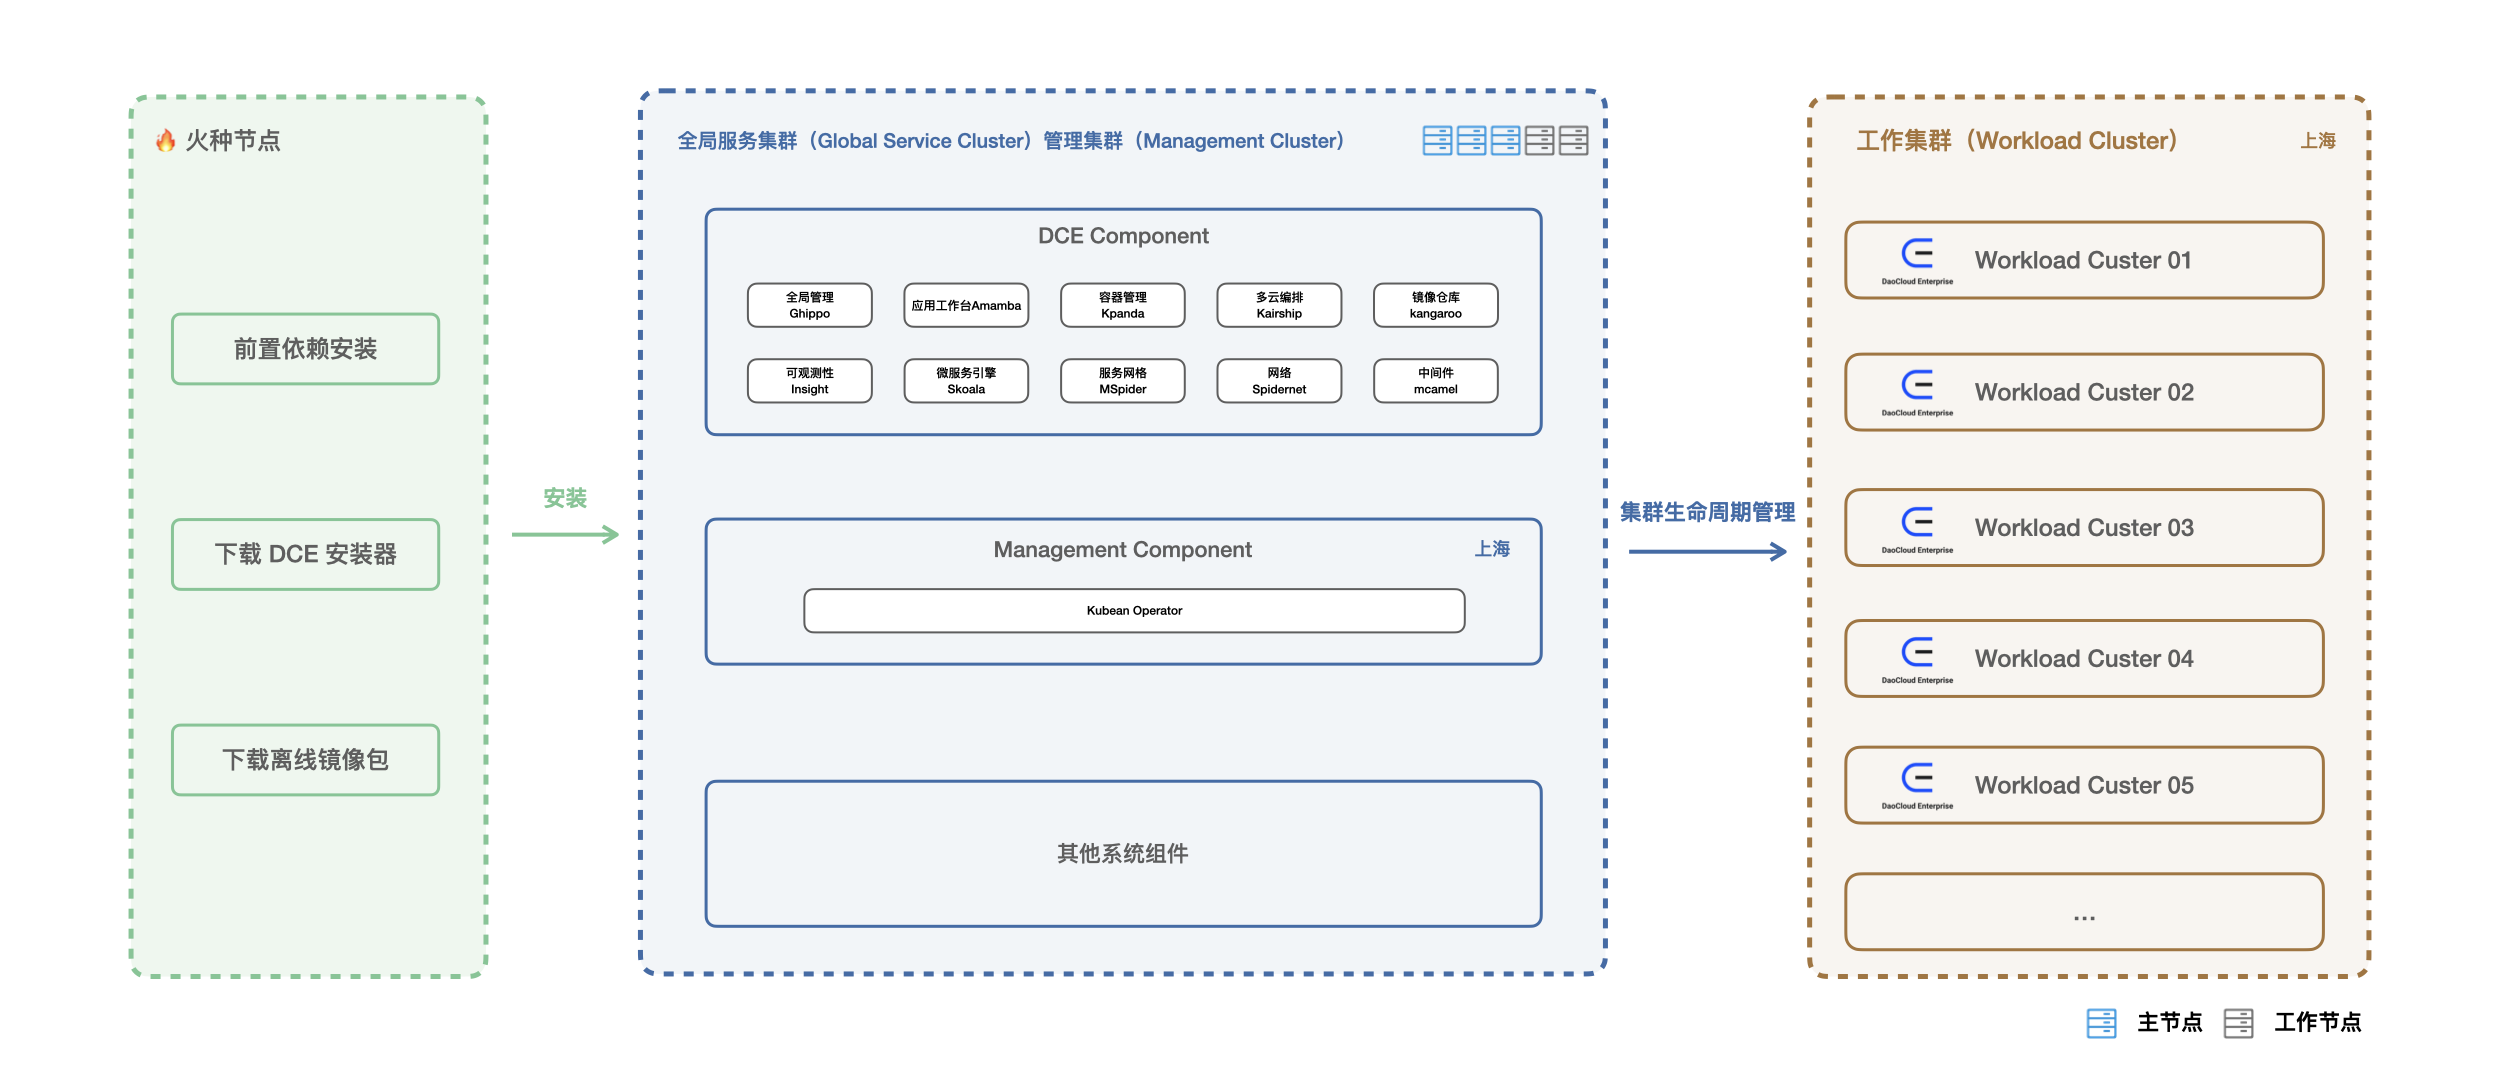 火种节点
前置依赖安装
下载 DCE 安装器
下载离线镜像包
安装
全局服务集群（Global Service Cluster）管理集群（Management Cluster）
DCE Component
全局管理
Ghippo
应用工作台Amamba
容器管理
Kpanda
多云编排
Kairship
镜像仓库
kangaroo
可观测性
Insight
微服务引擎
Skoala
服务网格
MSpider
网络
Spidernet
中间件
mcamel
Management Component
上海
Kubean Operator
其他系统组件
集群生命周期管理
工作集群（Workload Cluster）
上海
DaoCloud Enterprise
Workload Custer 01
DaoCloud Enterprise
Workload Custer 02
DaoCloud Enterprise
Workload Custer 03
DaoCloud Enterprise
Workload Custer 04
DaoCloud Enterprise
Workload Custer 05
...
主节点
工作节点